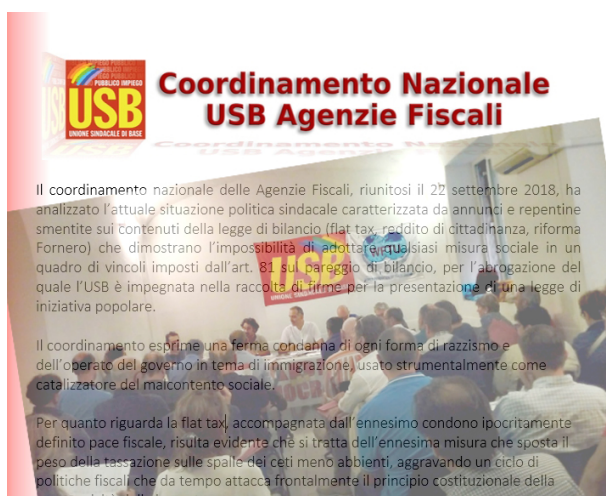 PUBBLICO IMPIEGO
USB
UNIONE SINDACALE DI BASE
Coordinamento Nazionale
USB Agenzie Fiscali
Il coordinamento nazionale delle Agenzie Fiscali, riunitosi il 22 settembre 2018, ha
analizzato l'attuale situazione politica sindacale caratterizzata da annunci e repentine
smentite sui contenuti della legge di bilancio (flat tax, reddito di cittadinanza, riforma
Fornero) che dimostrano l'impossibilità di adottare qualsiasi misura sociale in un
quadro di vincoli imposti dall'art. 81 sul pareggio di bilancio, per l'abrogazione del
quale l'USB è impegnata nella raccolta di firme per la presentazione di una legge di
iniziativa popolare.
Il coordinamento esprime una ferma condanna di ogni forma di razzismo e
dell'operato del governo in tema di immigrazione, usato strumentalmente come
catalizzatore del malcontento sociale.
Per quanto riguarda la flat tax, accompagnata dall'ennesimo condono ipocritamente
definito pace fiscale, risulta evidente che si tratta dell'ennesima misura che sposta il
peso della tassazione sulle spalle dei ceti meno abbienti, aggravando un ciclo di
politiche fiscali che da tempo attacca frontalmente il principio costituzionale della